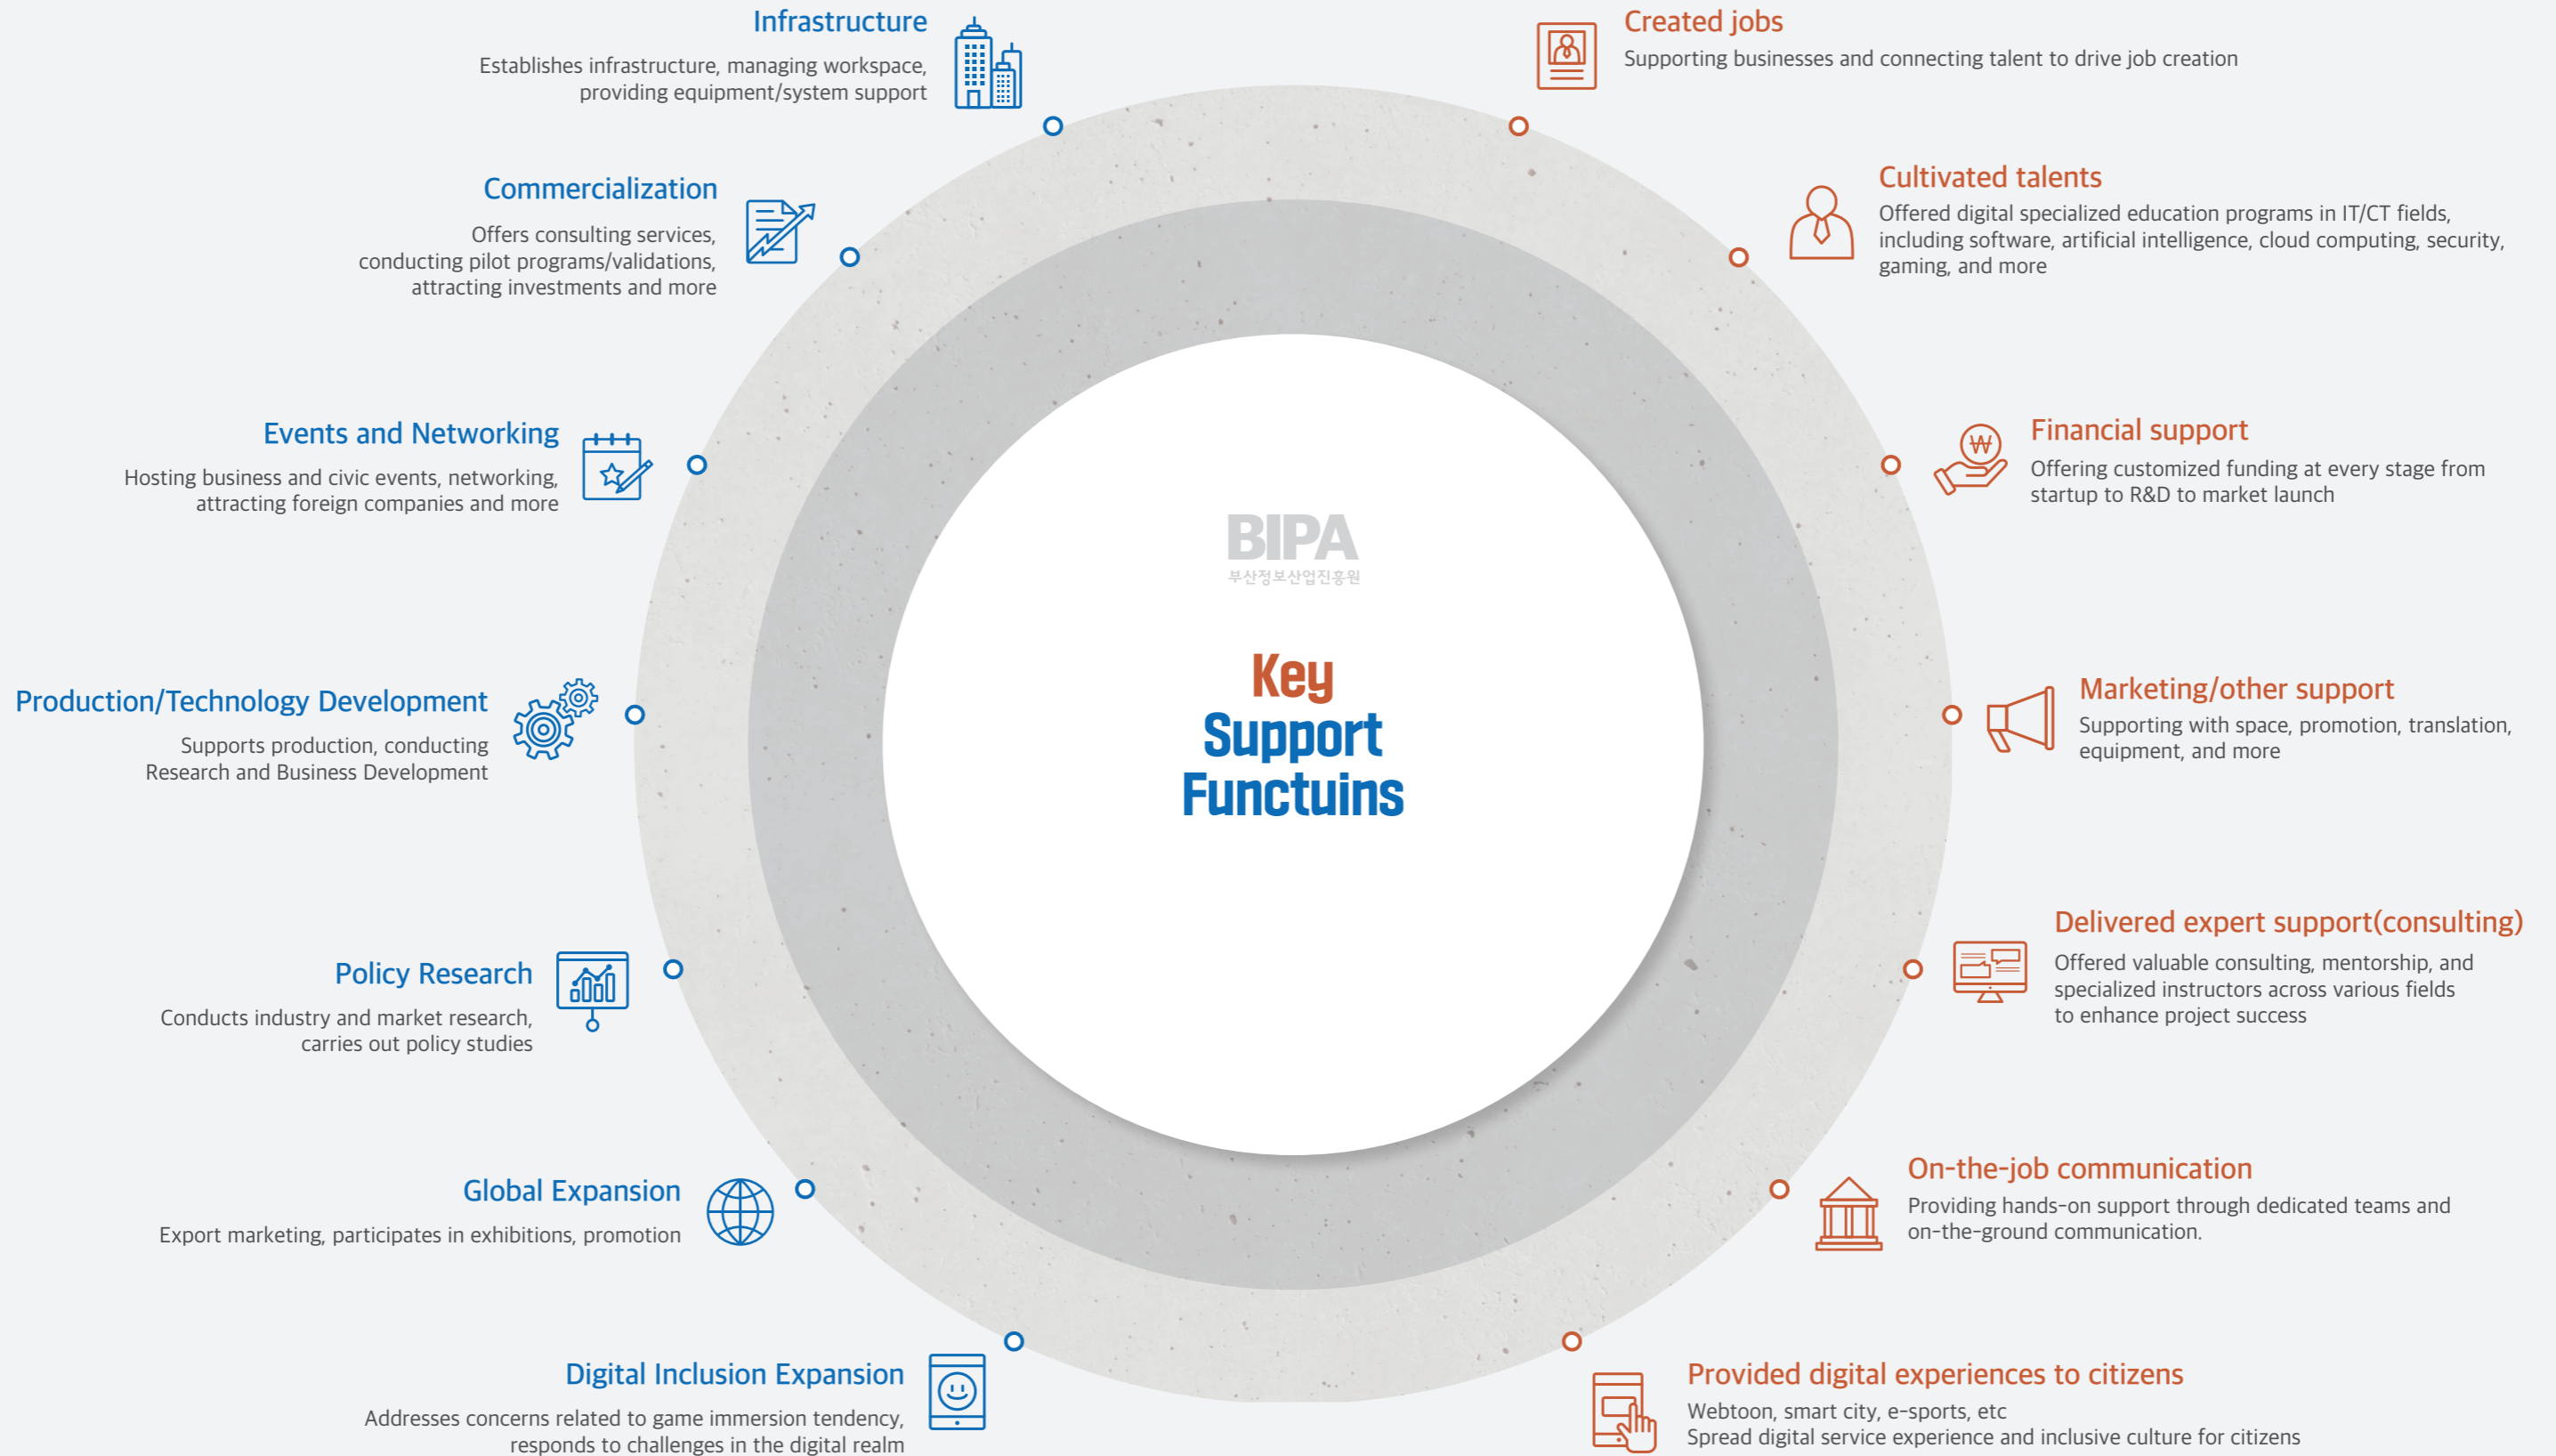 Infrastructure
Establishes infrastructure, managing workspace,
providing equipment/system support
Commercialization
Offers consulting services,
conducting pilot programs/validations,
attracting investments and more
Events and Networking
Hosting business and civic events, networking,
attracting foreign companies and more
Production/Technology Development
Supports production, conducting
Research and Business Development
Policy Research
Conducts industry and market research,
carries out policy studies
Global Expansion
Export marketing, participates in exhibitions, promotion
Digital Inclusion Expansion
Addresses concerns related to game immersion tendency,
responds to challenges in the digital realm
BIPA
부산정보산업진흥원
Key
Support
Functuins
Created jobs
Supporting businesses and connecting talent to drive job creation
Cultivated talents
Offered digital specialized education programs in IT/CT fields,
including software, artificial intelligence, cloud computing, security,
gaming, and more
₩
Financial support
Offering customized funding at every stage from
startup to R&D to market launch
Marketing/other support
Supporting with space, promotion, translation,
equipment, and more
Delivered expert support(consulting)
Offered valuable consulting, mentorship, and
specialized instructors across various fields
to enhance project success
On-the-job communication
Providing hands-on support through dedicated teams and
on-the-ground communication.
Provided digital experiences to citizens
Webtoon, smart city, e-sports, etc
Spread digital service experience and inclusive culture for citizens